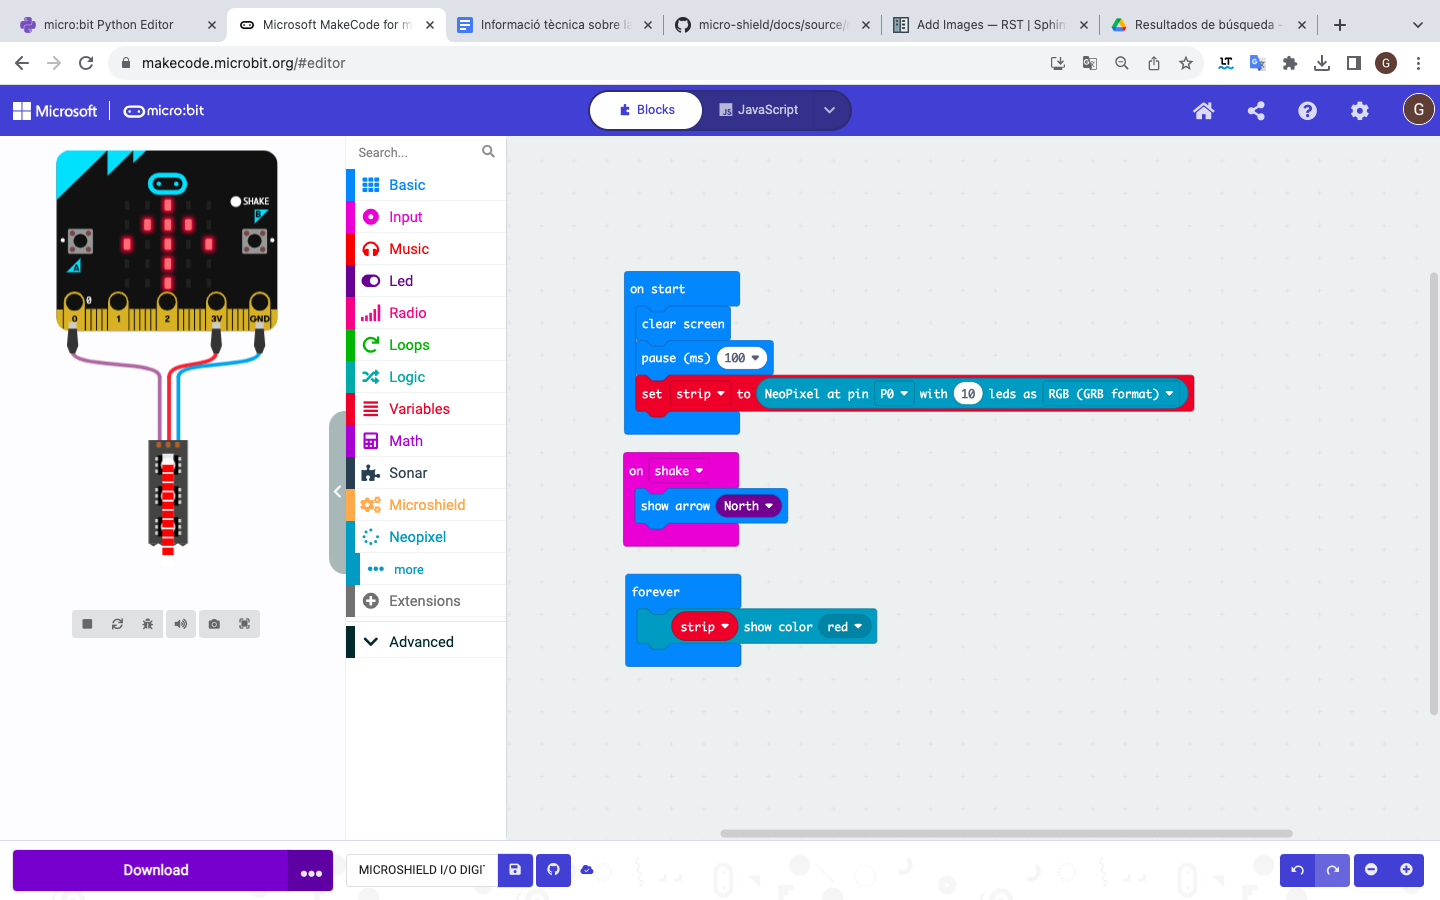 micro:bit Python Editor
Microsoft MakeCode for m
Informació tècnica sobre la
micro-shield/docs/source/
Add Images — RST | Sphin
Resultados de búsqueda -
makecode.microbit.org/#editor
LT
G
Microsoft
micro:bit
Blocks
JavaScript
G
SHAKE
B
A
0
0
1
2
3V
GND
Search...
Basic
Input
Music
Led
Radio
Loops
Logic
Variables
Math
Sonar
Microshield
Neopixel
more
Extensions
Advanced
on start
clear screen
pause (ms) 100
set strip to NeoPixel at pin P0 with 10 leds as RGB (GRB format)
on shake
show arrow North
forever
strip show color red
Download
MICROSHIELD I/O DIGI